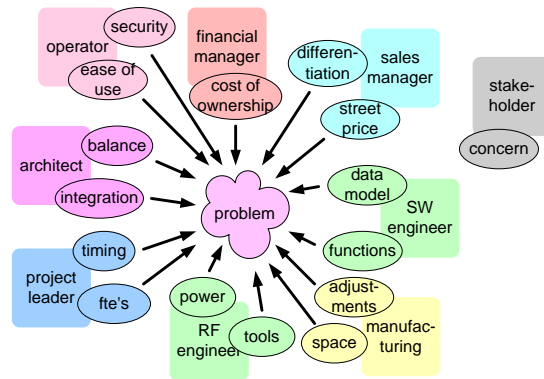 security
operator
ease of
use
financial
manager
cost of
ownership
differen-
tiation
sales
manager
street
price
stake-
holder
concern
balance
architect
integration
problem
data
model
SW
engineer
functions
timing
project
leader
fte's
power
RF
engineer
tools
adjust-
ments
space
manufac-
turing